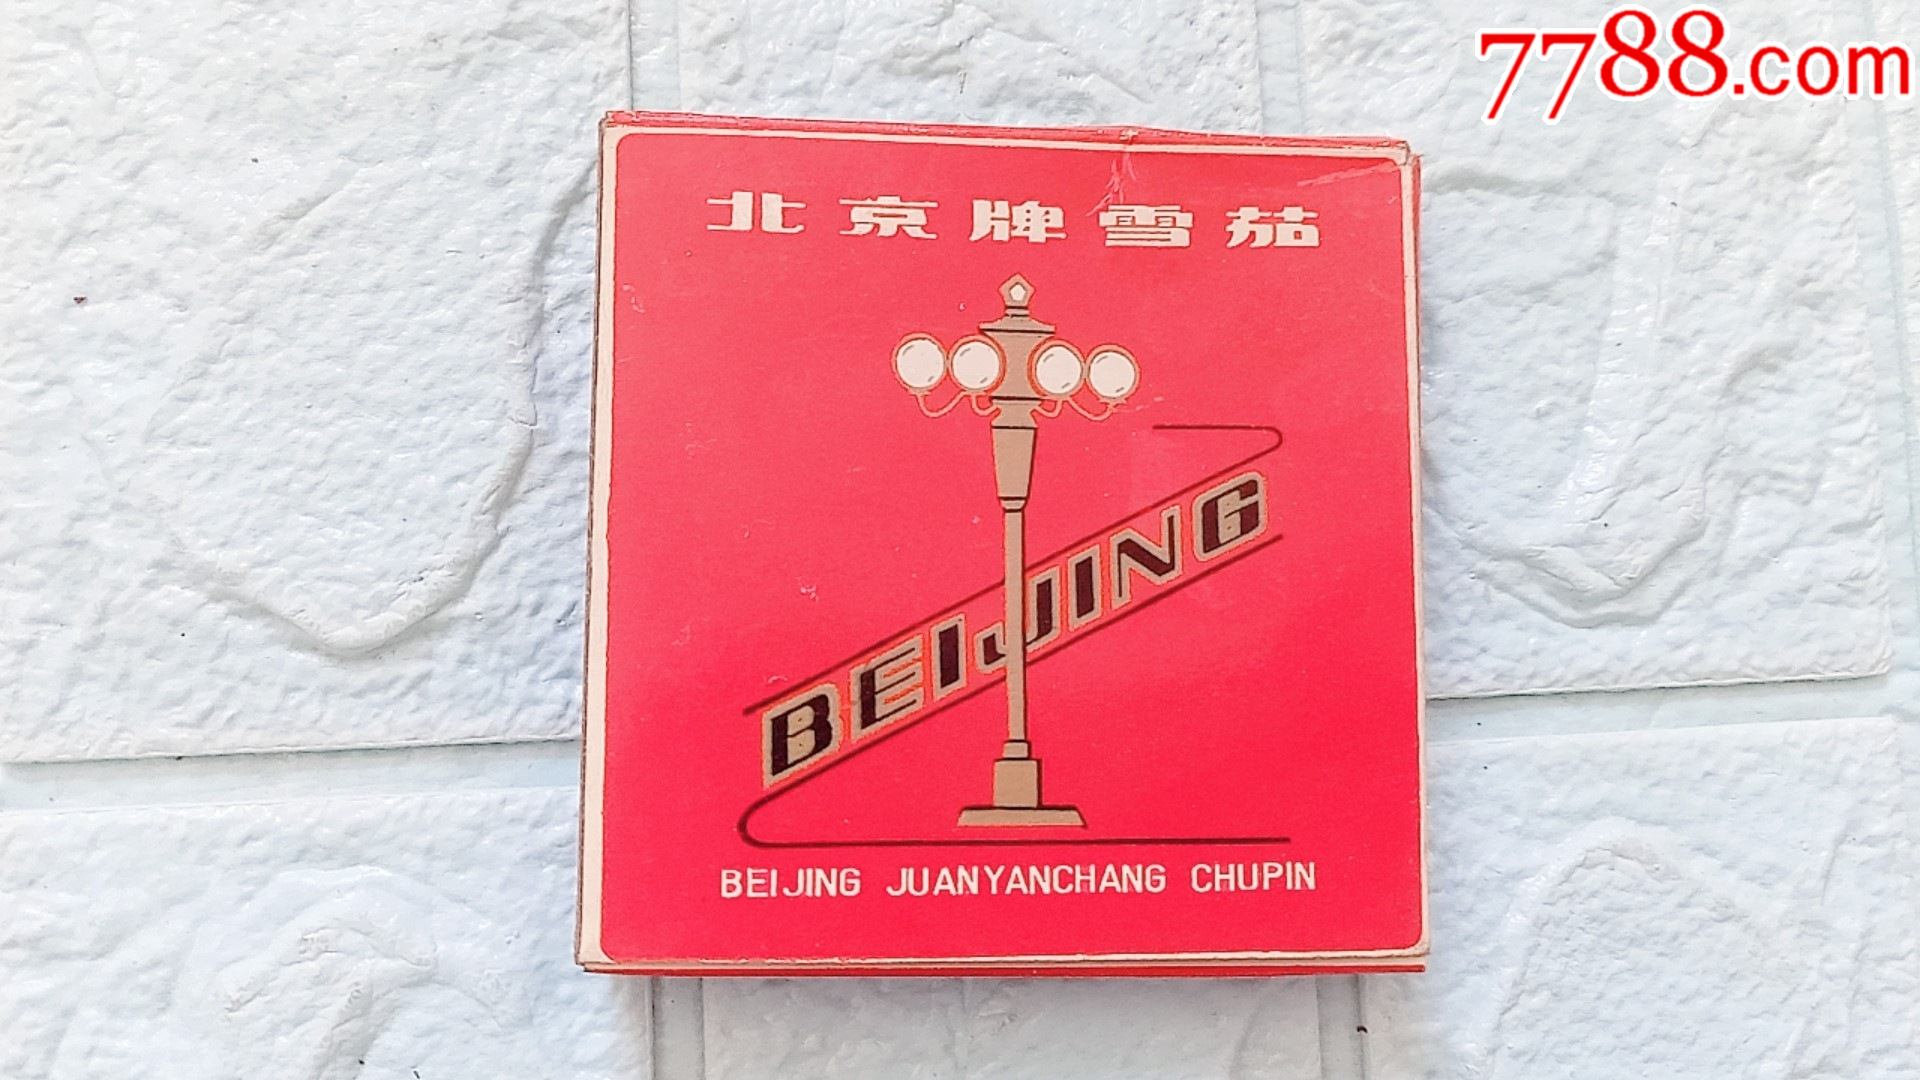 7788.com
北京牌雪茄
BEIJING
BEIJING JUANYANCHANG CHUPIN